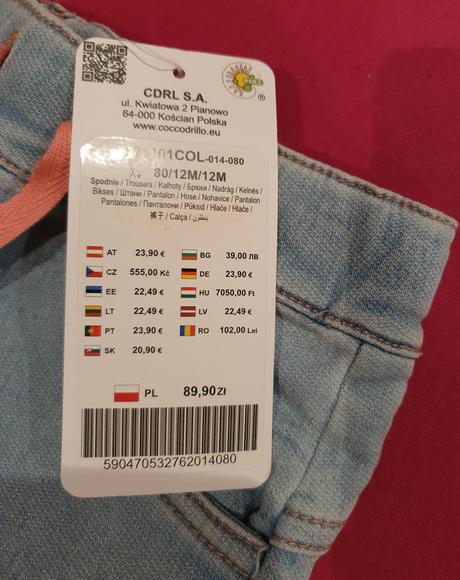 CDRL S.A.
ul. Kwiatowa 2 Pianowo
64-000 Kościan Polska
www.coccodrillo.eu
®
01COL-014-080
80/12M/12M
Spodnie / Trousers / Kalhoty / Брюки / Nadrág / Kelnės /
Bikses / Штани / Pantalon / Hose / Nohavice / Pantalon
Pantalones / Панталони / Püksid / Hlače / Hlače /
裤子 / Calça / بنطلون
AT 23,90 € BG 39,00 ЛВ
CZ 555,00 Kč DE 23,90 €
EE 22,49 € HU 7050,00 Ft
LT 22,49 € LV 22,49 €
PT 23,90 € RO 102,00 Lei
SK 20,90 €
PL 89,90 Zł
590470532762014080